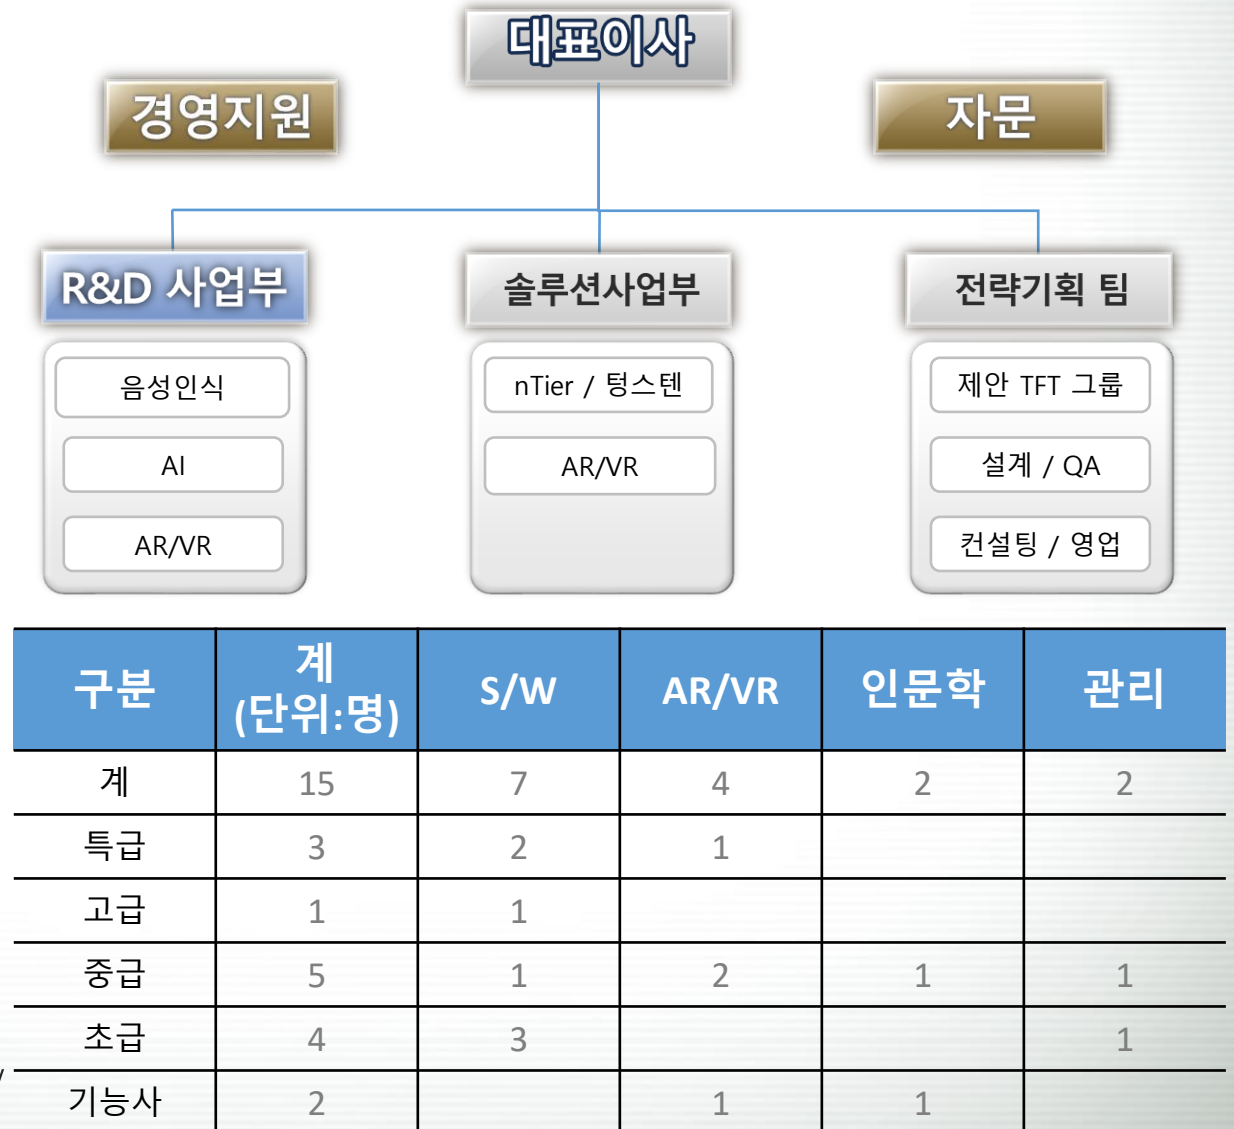 대표이사
경영지원
자문
R&D 사업부
솔루션사업부
전략기획 팀
음성인식
AI
AR/VR
nTier / 텅스텐
AR/VR
제안 TFT 그룹
설계 / QA
컨설팅 / 영업
구분 계 (단위:명) S/W AR/VR 인문학 관리
계 15 7 4 2 2
특급 3 2 1
고급 1 1
중급 5 1 2 1 1
초급 4 3 1
기능사 2 1 1